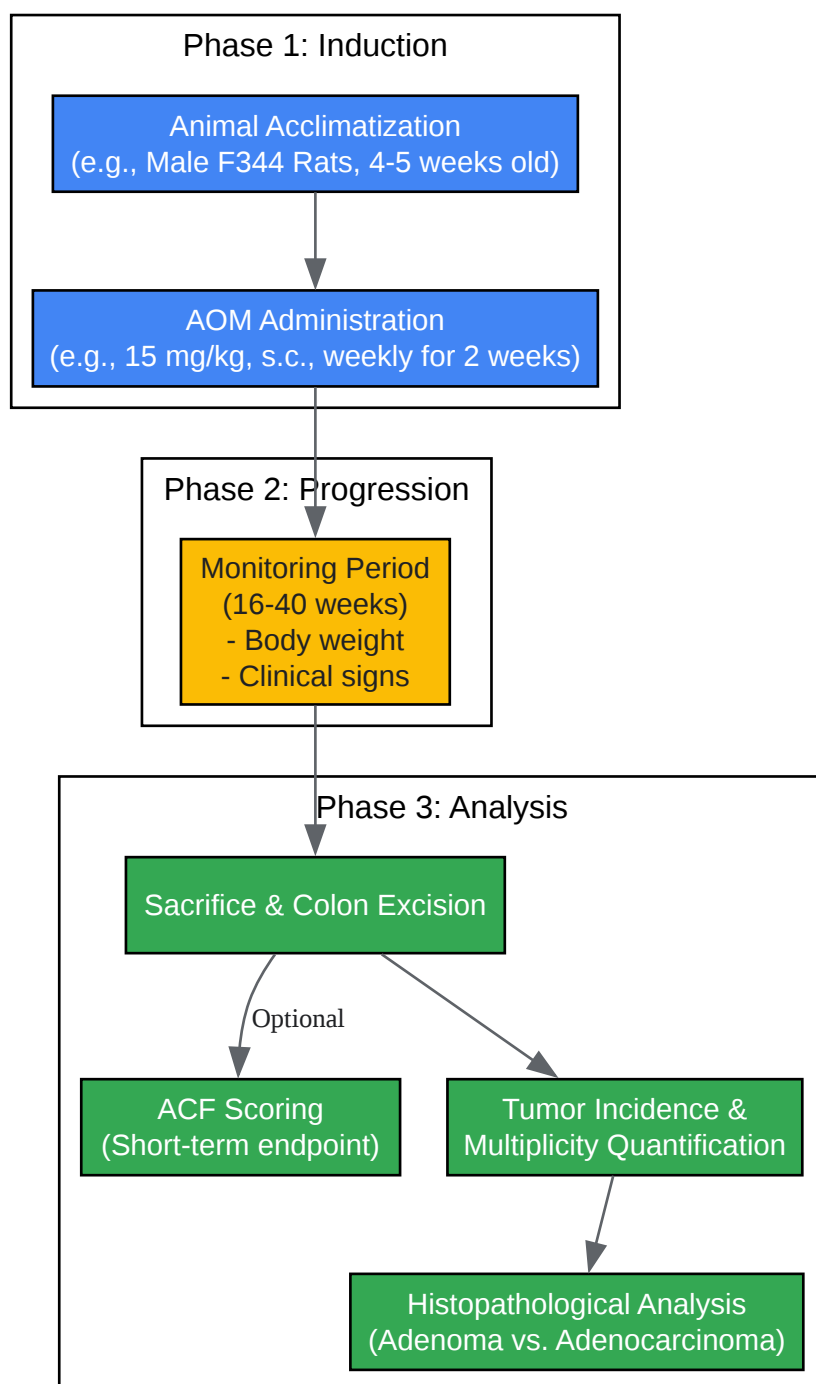 Phase 1: Induction
Animal Acclimatization
(e.g., Male F344 Rats, 4-5 weeks old)
AOM Administration
(e.g., 15 mg/kg, s.c., weekly for 2 weeks)
Phase 2: Progression
Monitoring Period
(16-40 weeks)
- Body weight
- Clinical signs
Phase 3: Analysis
Sacrifice & Colon Excision
Optional
ACF Scoring
(Short-term endpoint)
Tumor Incidence &
Multiplicity Quantification
Histopathological Analysis
(Adenoma vs. Adenocarcinoma)